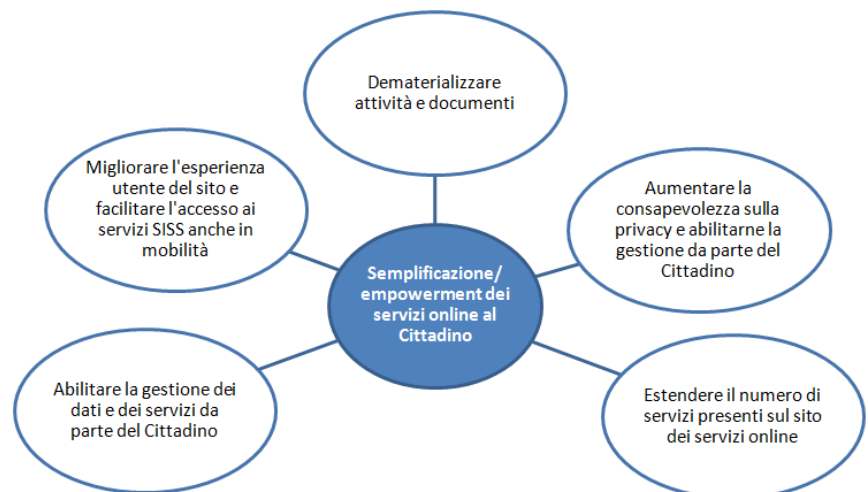 Dematerializzare
attività e documenti
Migliorare l'esperienza
utente del sito e
facilitare l'accesso ai
servizi SISS anche in
mobilità
Aumentare la
consapevolezza sulla
privacy e abilitarne la
gestione da parte del
Cittadino
Semplificazione/
empowerment dei
servizi online al
Cittadino
Abilitare la gestione dei
dati e dei servizi da
parte del Cittadino
Estendere il numero di
servizi presenti sul sito
dei servizi online